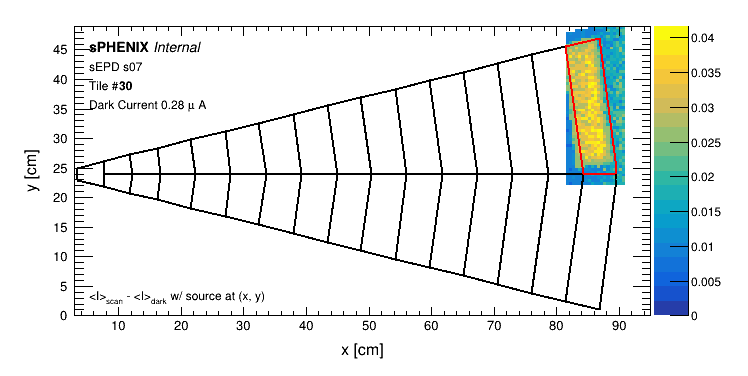 sPHENIX Internal
sEPD s07
Tile #30
Dark Current 0.28 μ A
<I>scan - <I>dark w/ source at (x, y)
y [cm]
45
40
35
30
25
20
15
10
5
0
10 20 30 40 50 60 70 80 90
x [cm]
0.04
0.035
0.03
0.025
0.02
0.015
0.01
0.005
0